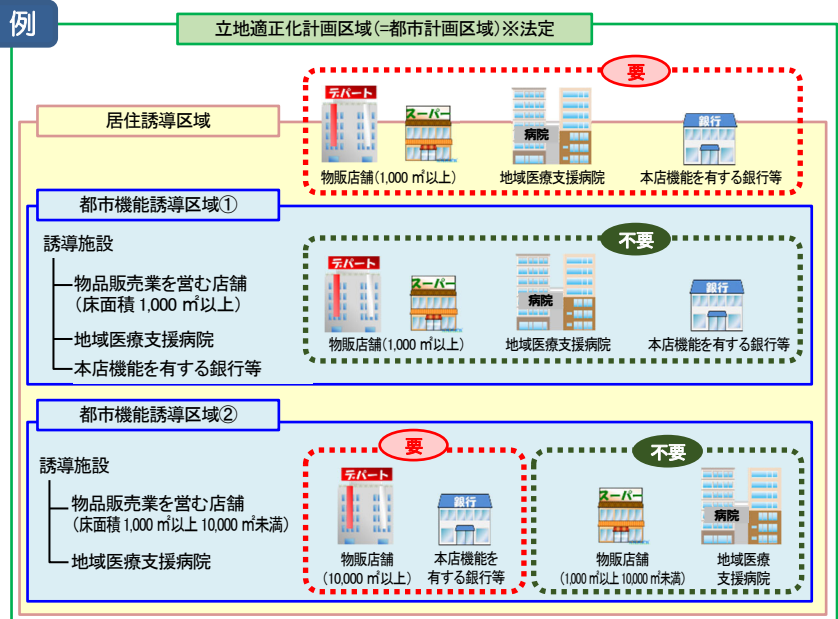 例
立地適正化計画区域(=都市計画区域)※法定
要
居住誘導区域
デパート
スーパー
病院
銀行
物販店舗(1,000 ㎡以上)
地域医療支援病院
本店機能を有する銀行等
都市機能誘導区域①
不要
誘導施設
物品販売業を営む店舗
(床面積 1,000 ㎡以上)
地域医療支援病院
本店機能を有する銀行等
デパート
スーパー
病院
銀行
物販店舗(1,000 ㎡以上)
地域医療支援病院
本店機能を有する銀行等
都市機能誘導区域②
要
不要
誘導施設
物品販売業を営む店舗
(床面積 1,000 ㎡以上 10,000 ㎡未満)
地域医療支援病院
デパート
銀行
スーパー
病院
物販店舗
(10,000 ㎡以上)
本店機能を
有する銀行等
物販店舗
(1,000 ㎡以上 10,000 ㎡未満)
地域医療
支援病院